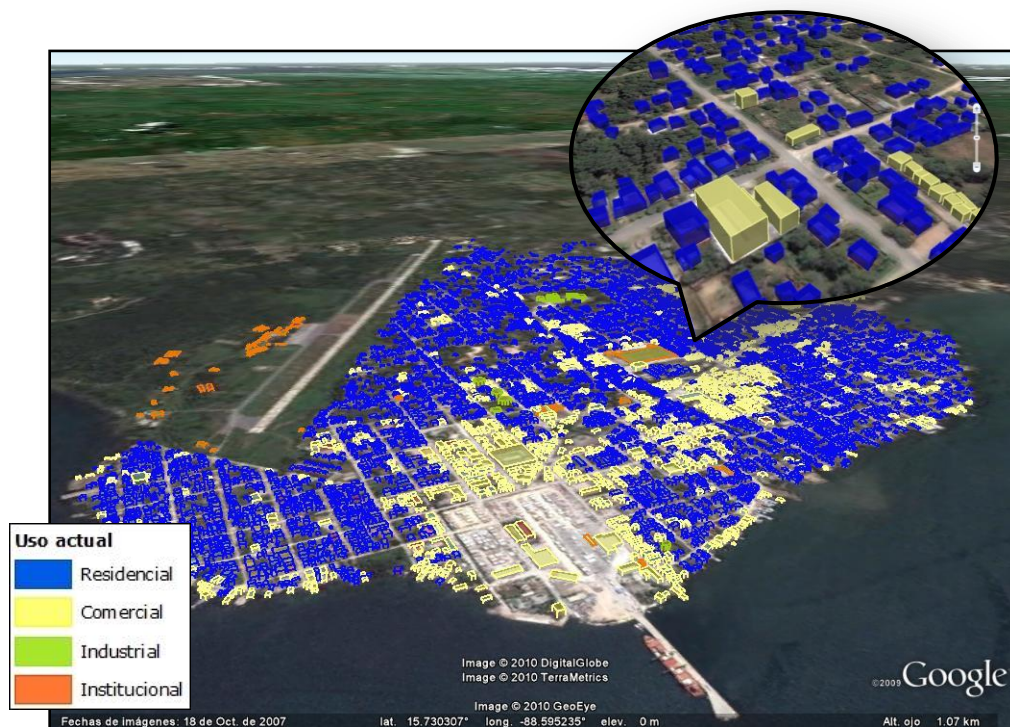 Uso actual
Residencial
Comercial
Industrial
Institucional
Image © 2010 DigitalGlobe
Image © 2010 TerraMetrics
Image © 2010 GeoEye
©2009 Google
Fechas de imágenes: 18 de Oct. de 2007 lat. 15.730307° long. -88.595235° elev. 0 m Alt. ojo 1.07 km